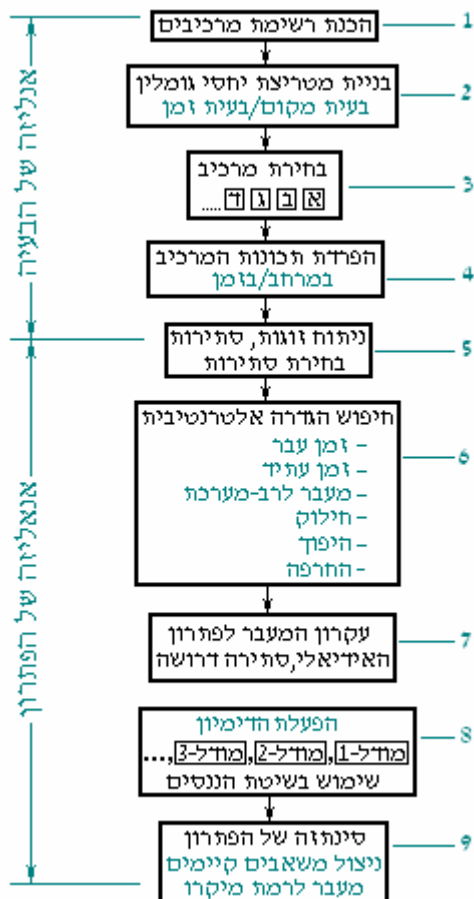 הכנת רשימת מרכיבים
1
בניית מטריצת יחסי גומלין
בעית מקום/בעית זמן
2
בחירת מרכיב
א ב ג ד .....
3
הפרדת תכונות המרכיב
במרחב/בזמן
4
אנליזה של הבעיה
ניתוח זוגות, סתירות
בחירת סתירות
5
חיפוש הגדרה אלטרנטיבית
- זמן עבר
- זמן עתיד
- מעבר לרב-מערכת
- חילוק
- היפוך
- החרפה
6
עקרון המעבר לפתרון
האידיאלי,סתירה דרושה
7
הפעלת הדימיון
מודל-1,מודל-2,מודל-3,...
שימוש בשיטת הננסים
8
סינתזה של הפתרון
ניצול משאבים קיימים
מעבר לרמת מיקרו
9
אנאליזה של הפתרון